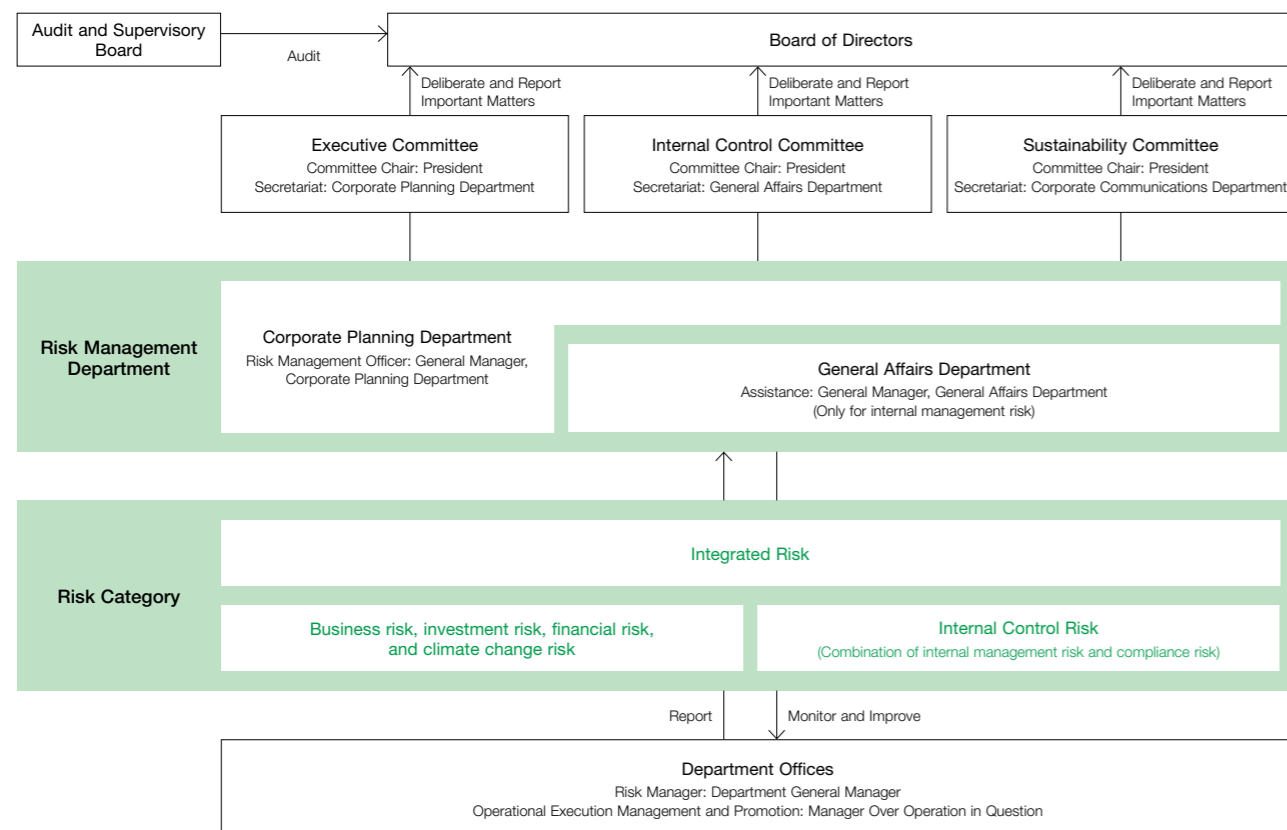 Audit and Supervisory
Board
Audit
Board of Directors
Deliberate and Report
Important Matters
Deliberate and Report
Important Matters
Deliberate and Report
Important Matters
Executive Committee
Committee Chair: President
Secretariat: Corporate Planning Department
Internal Control Committee
Committee Chair: President
Secretariat: General Affairs Department
Sustainability Committee
Committee Chair: President
Secretariat: Corporate Communications Department
Risk Management
Department
Corporate Planning Department
Risk Management Officer: General Manager,
Corporate Planning Department
General Affairs Department
Assistance: General Manager, General Affairs Department
(Only for internal management risk)
Risk Category
Integrated Risk
Business risk, investment risk, financial risk,
and climate change risk
Internal Control Risk
(Combination of internal management risk and compliance risk)
Report
Monitor and Improve
Department Offices
Risk Manager: Department General Manager
Operational Execution Management and Promotion: Manager Over Operation in Question